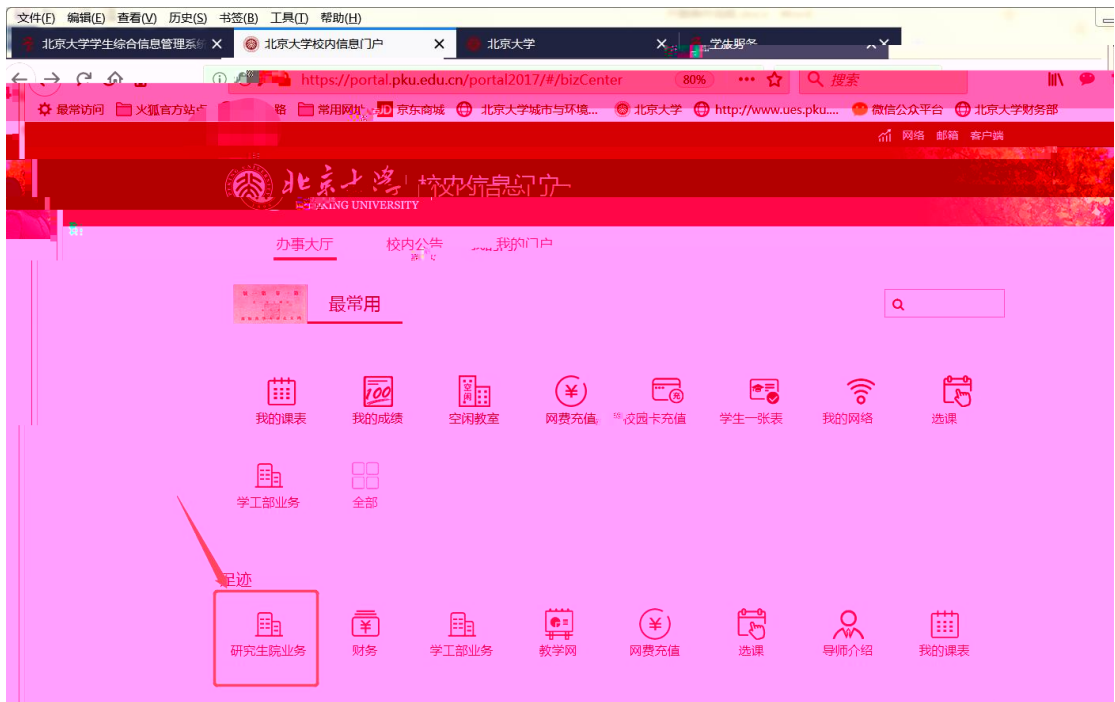 文件(F) 编辑(E) 查看(V) 历史(S) 书签(B) 工具(T) 帮助(H)
北京大学学生综合信息管理系统 北京大学校内信息门户 北京大学
https://portal.pku.edu.cn/portal2017/#/bizCenter 80% 搜索
最常访问 火狐官方站点 常用网址 京东商城 北京大学城市与环境... 北京大学 http://www.ues.pku.... 微信公众平台 北京大学财务部
网络 邮箱 客户端
北京大学 校内信息门户
PEKING UNIVERSITY
办事大厅 校内公告 我的门户
最常用
我的课表 我的成绩 空闲教室 网费充值 校园卡充值 学生一张表 我的网络 选课
学工部业务 全部
足迹
研究生院业务 财务 学工部业务 教学网 网费充值 选课 导师介绍 我的课表